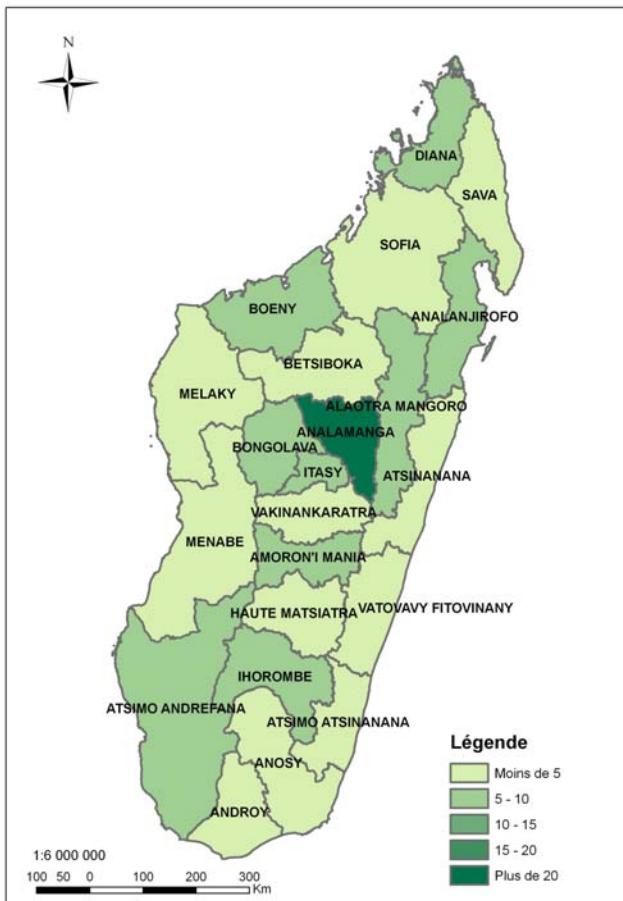 N
DIANA
SAVA
SOFIA
ANALANJIROFO
BOENY
BETSIBOKA
MELAKY
ALAOTRA MANGORO
ANALAMANGA
BONGOLAVA
ITASY
ATSINANANA
VAKINANKARATRA
MENABE
AMORON'I MANIA
HAUTE MATSIATRA
VATOVAVY FITOVINANY
IHOROMBE
ATSIMO ANDREFANA
ATSIMO ATSINANANA
ANOSY
ANDROY
Légende
Moins de 5
5 - 10
10 - 15
15 - 20
Plus de 20
1:6 000 000
100 50 0 100 200 300
Km